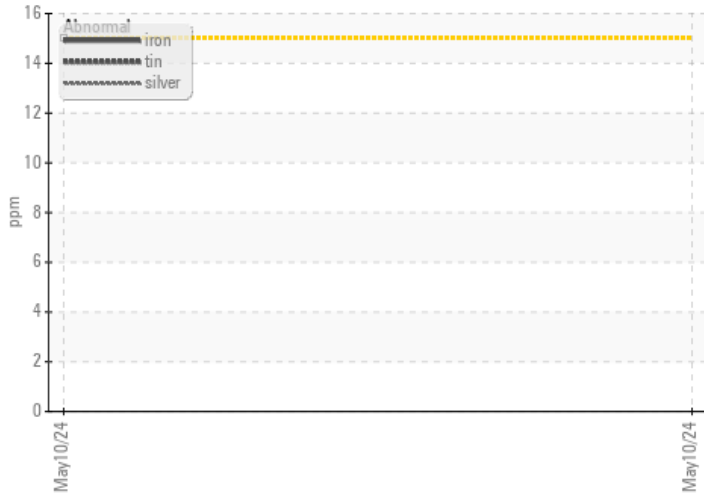 16
14
12
10
8
6
4
2
0
ppm
Abnormal
iron
tin
silver
May10/24
May10/24